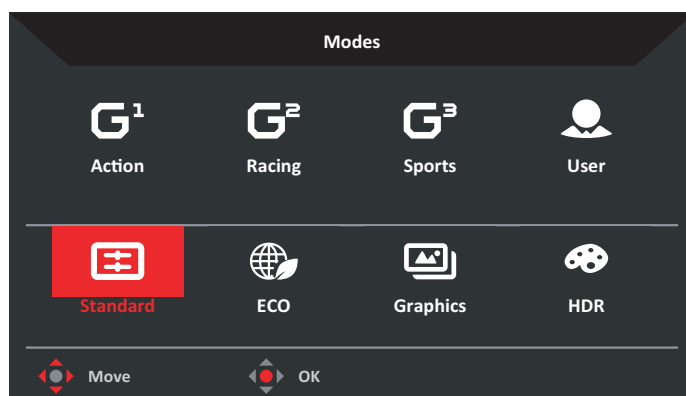 Modes
G¹ G² G³
Action Racing Sports User
Standard ECO Graphics HDR
Move OK